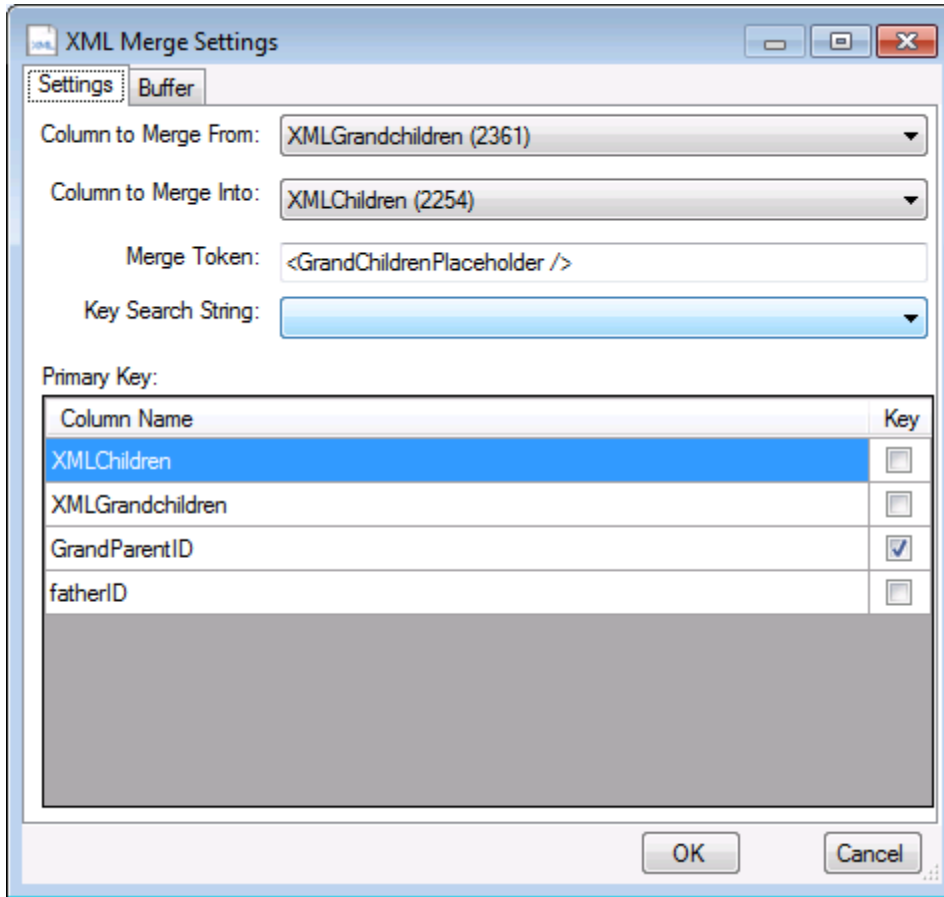 XML Merge Settings
Settings Buffer
Column to Merge From: XMLGrandchildren (2361)
Column to Merge Into: XMLChildren (2254)
Merge Token: <GrandChildrenPlaceholder />
Key Search String:
Primary Key:
Column Name Key
XMLChildren
XMLGrandchildren
GrandParentID
fatherID
OK Cancel